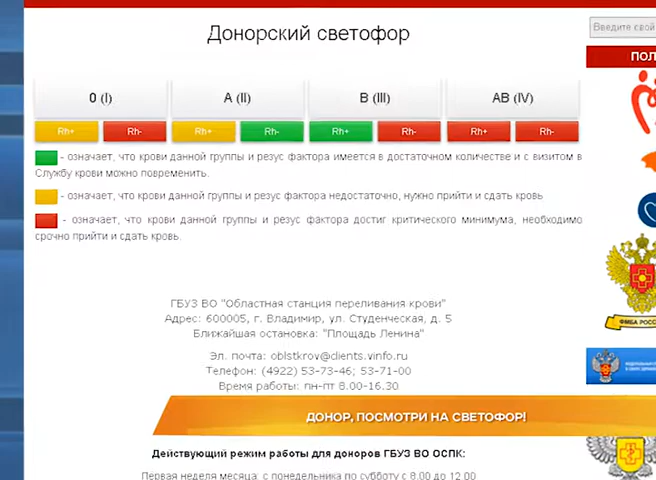 Донорский светофор
Введите свой
ПОЛ
0 (I) A (II) B (III) AB (IV)
Rh+ Rh- Rh+ Rh- Rh+ Rh- Rh+ Rh-
- означает, что крови данной группы и резус фактора имеется в достаточном количестве и с визитом в
Службу крови можно повременить.
- означает, что крови данной группы и резус фактора недостаточно, нужно прийти и сдать кровь
- означает, что крови данной группы и резус фактора достиг критического минимума, необходимо
срочно прийти и сдать кровь.
ФМБА РОСС
ГБУЗ ВО "Областная станция переливания крови"
Адрес: 600005, г. Владимир, ул. Студенческая, д. 5
Ближайшая остановка: "Площадь Ленина"
Эл. почта: oblstkrov@clients.vinfo.ru
Телефон: (4922) 53-73-46; 53-71-00
Время работы: пн-пт 8.00-16.30
ДОНОР, ПОСМОТРИ НА СВЕТОФОР!
Действующий режим работы для доноров ГБУЗ ВО ОСПК:
Первая неделя месяца: с понедельника по субботу с 8.00 до 12.00